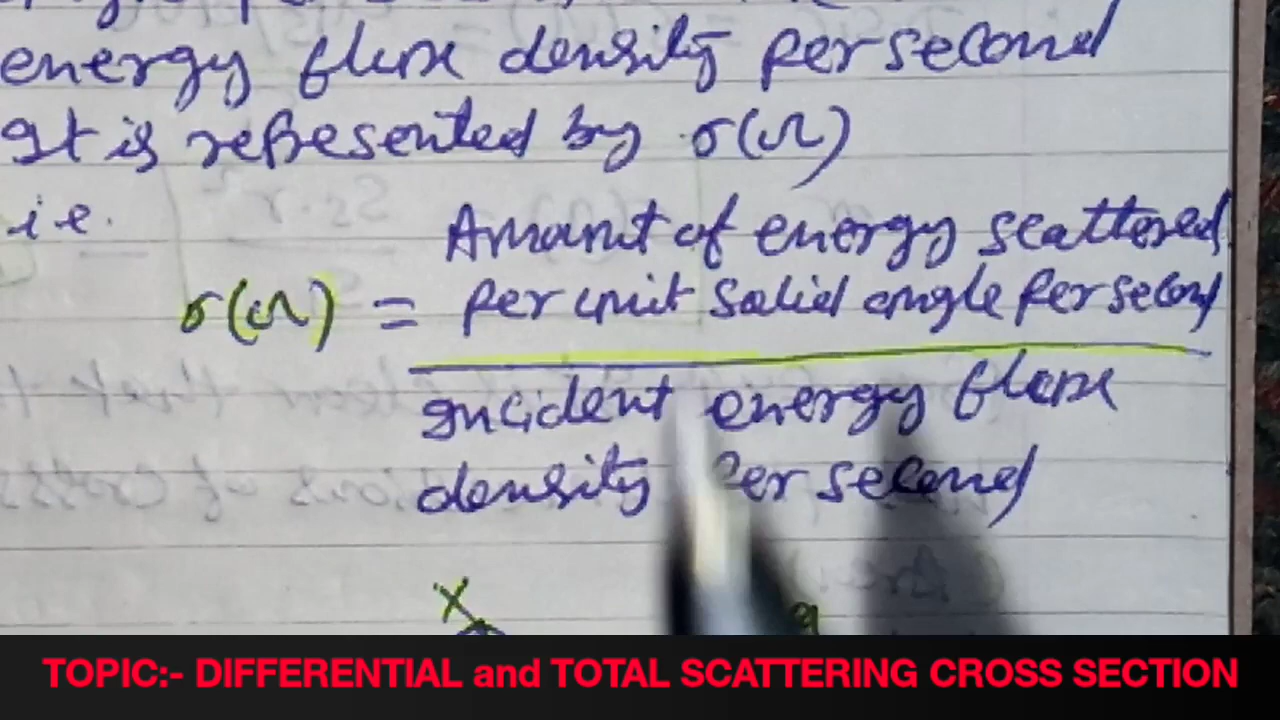 energy flux density per second
It is represented by σ(Ω)
i.e.
Amount of energy scattered
σ(Ω) = per unit solid angle per second
Incident energy flux
density per second
X
TOPIC:- DIFFERENTIAL and TOTAL SCATTERING CROSS SECTION